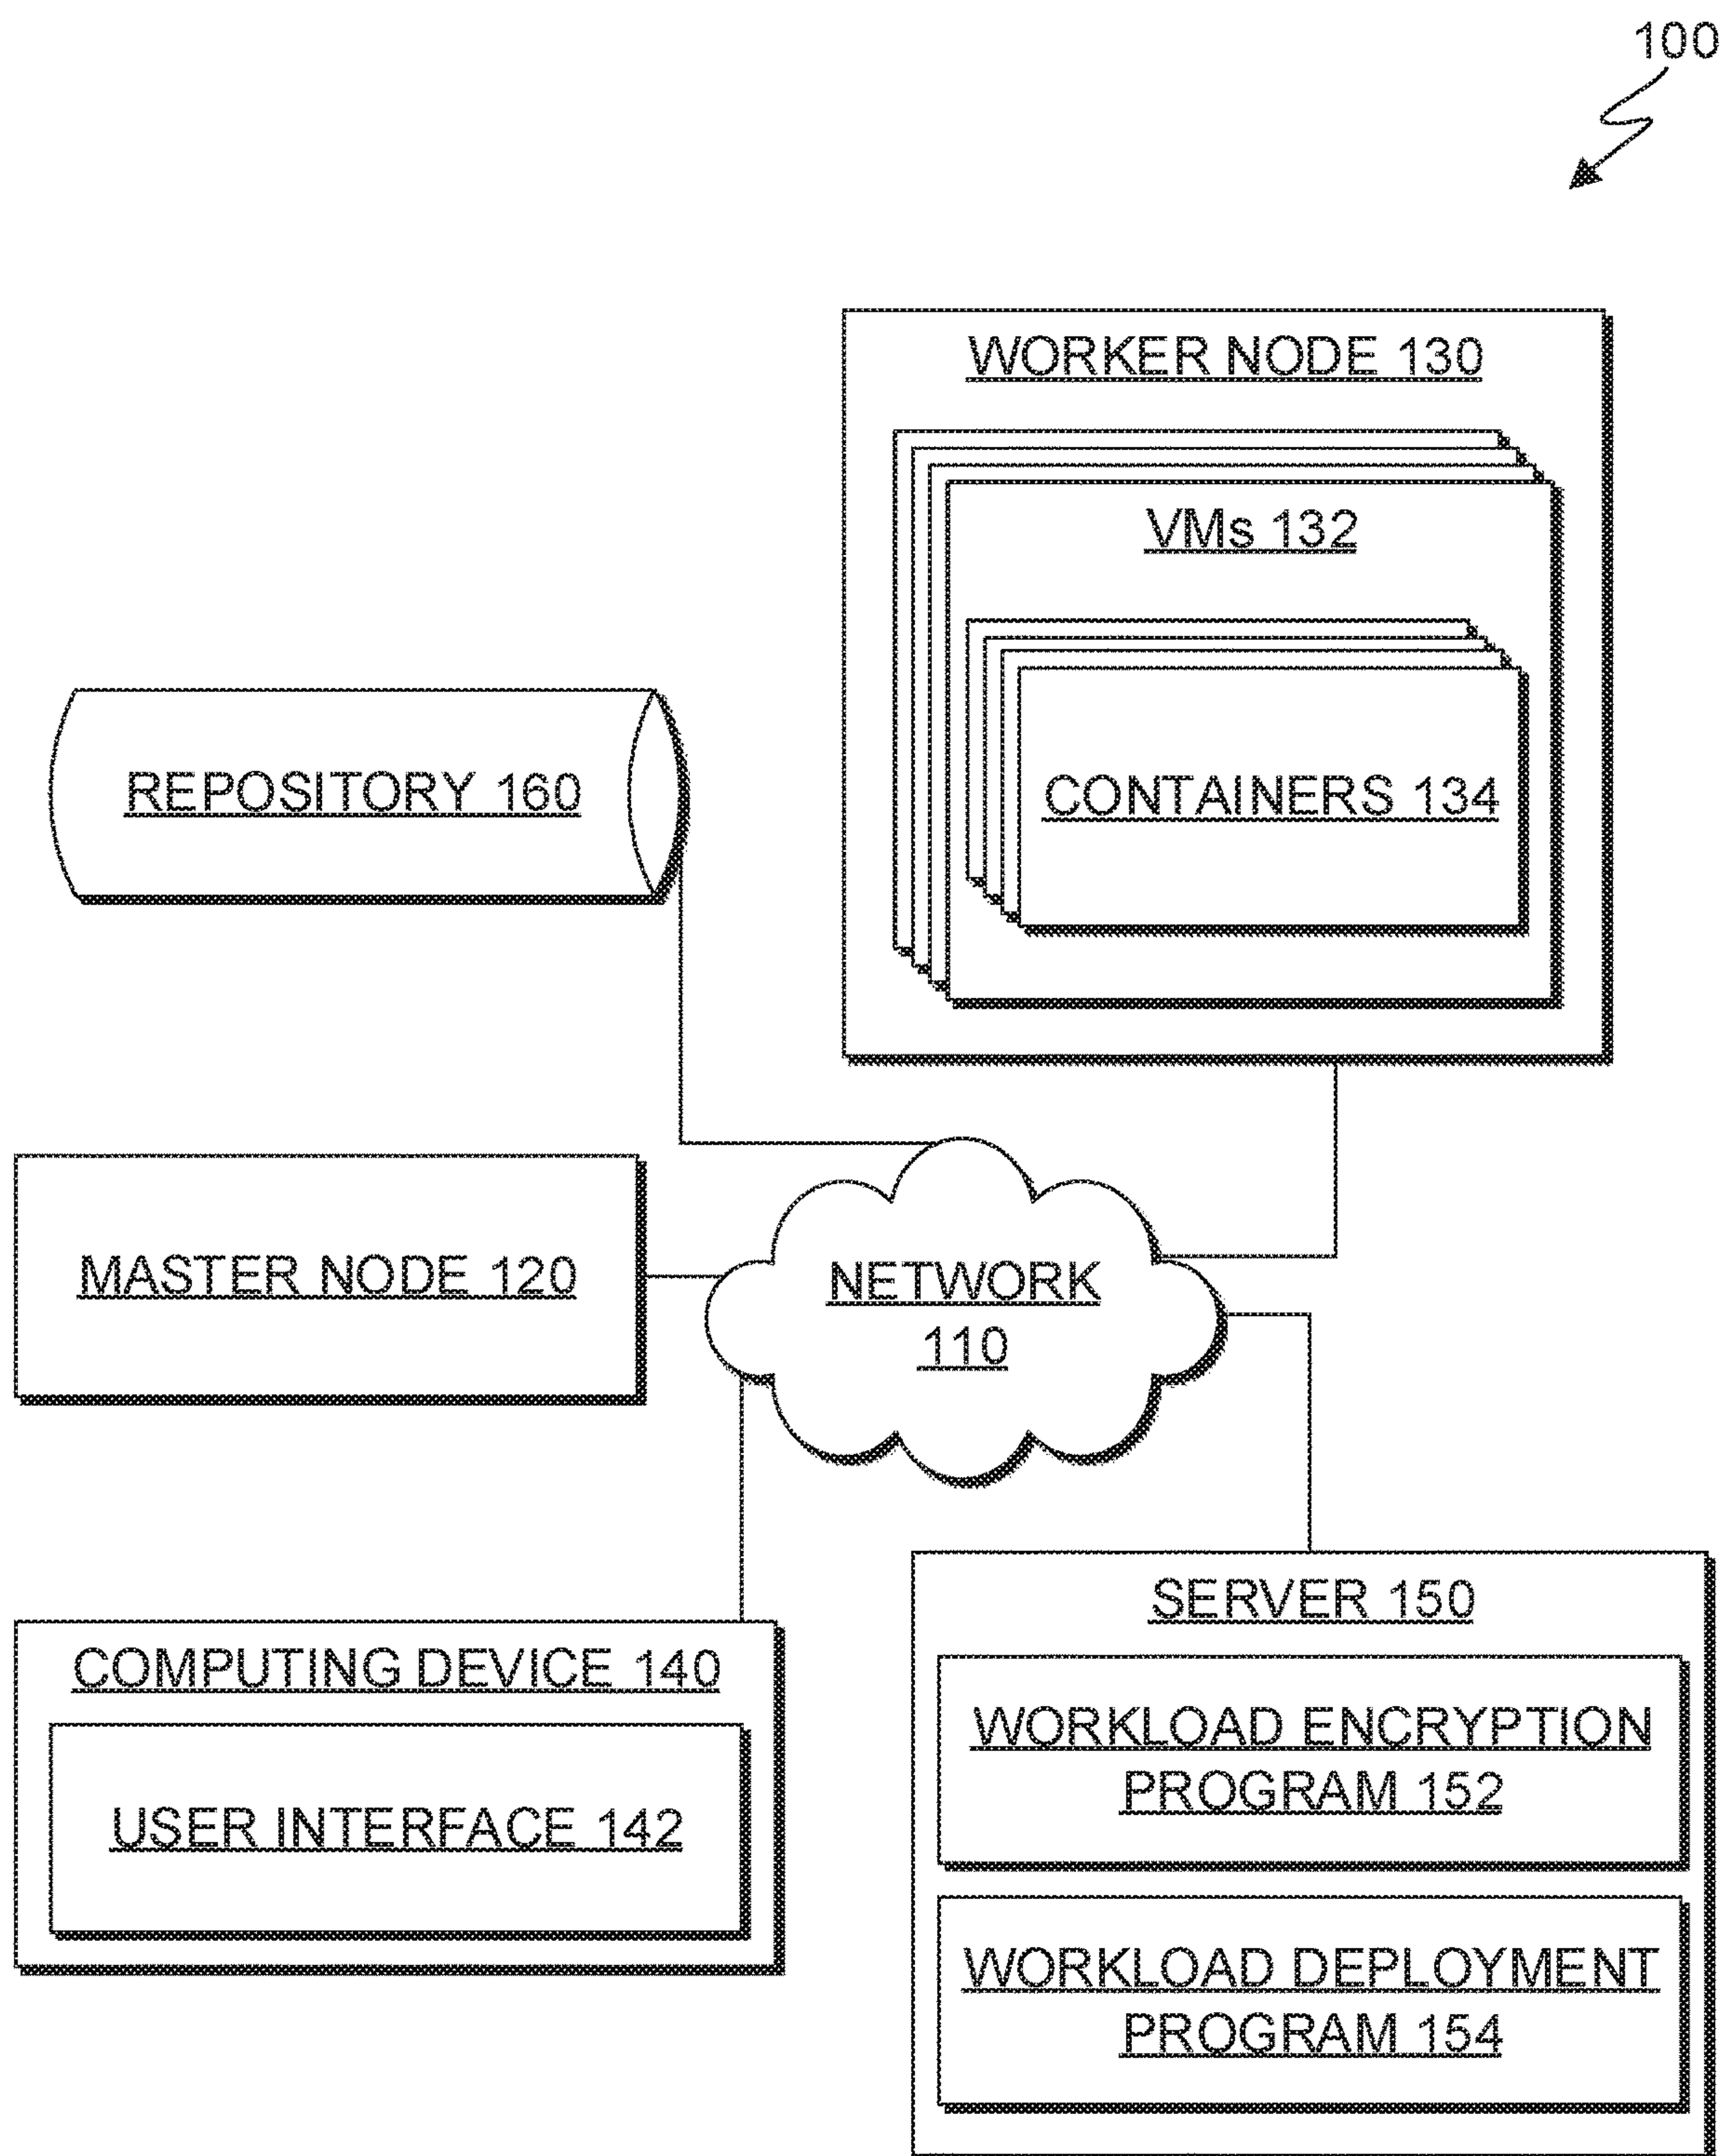 100
WORKER NODE 130
VMs 132
CONTAINERS 134
REPOSITORY 160
MASTER NODE 120
NETWORK
110
COMPUTING DEVICE 140
USER INTERFACE 142
SERVER 150
WORKLOAD ENCRYPTION
PROGRAM 152
WORKLOAD DEPLOYMENT
PROGRAM 154